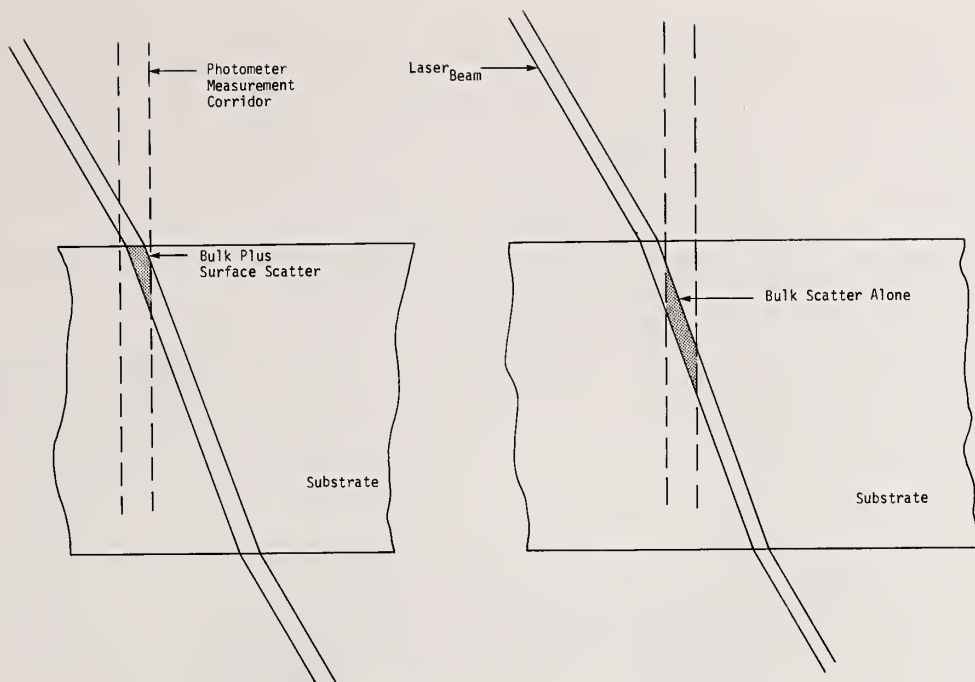 Photometer
Measurement
Corridor
Bulk Plus
Surface Scatter
Substrate
Laser Beam
Bulk Scatter Alone
Substrate